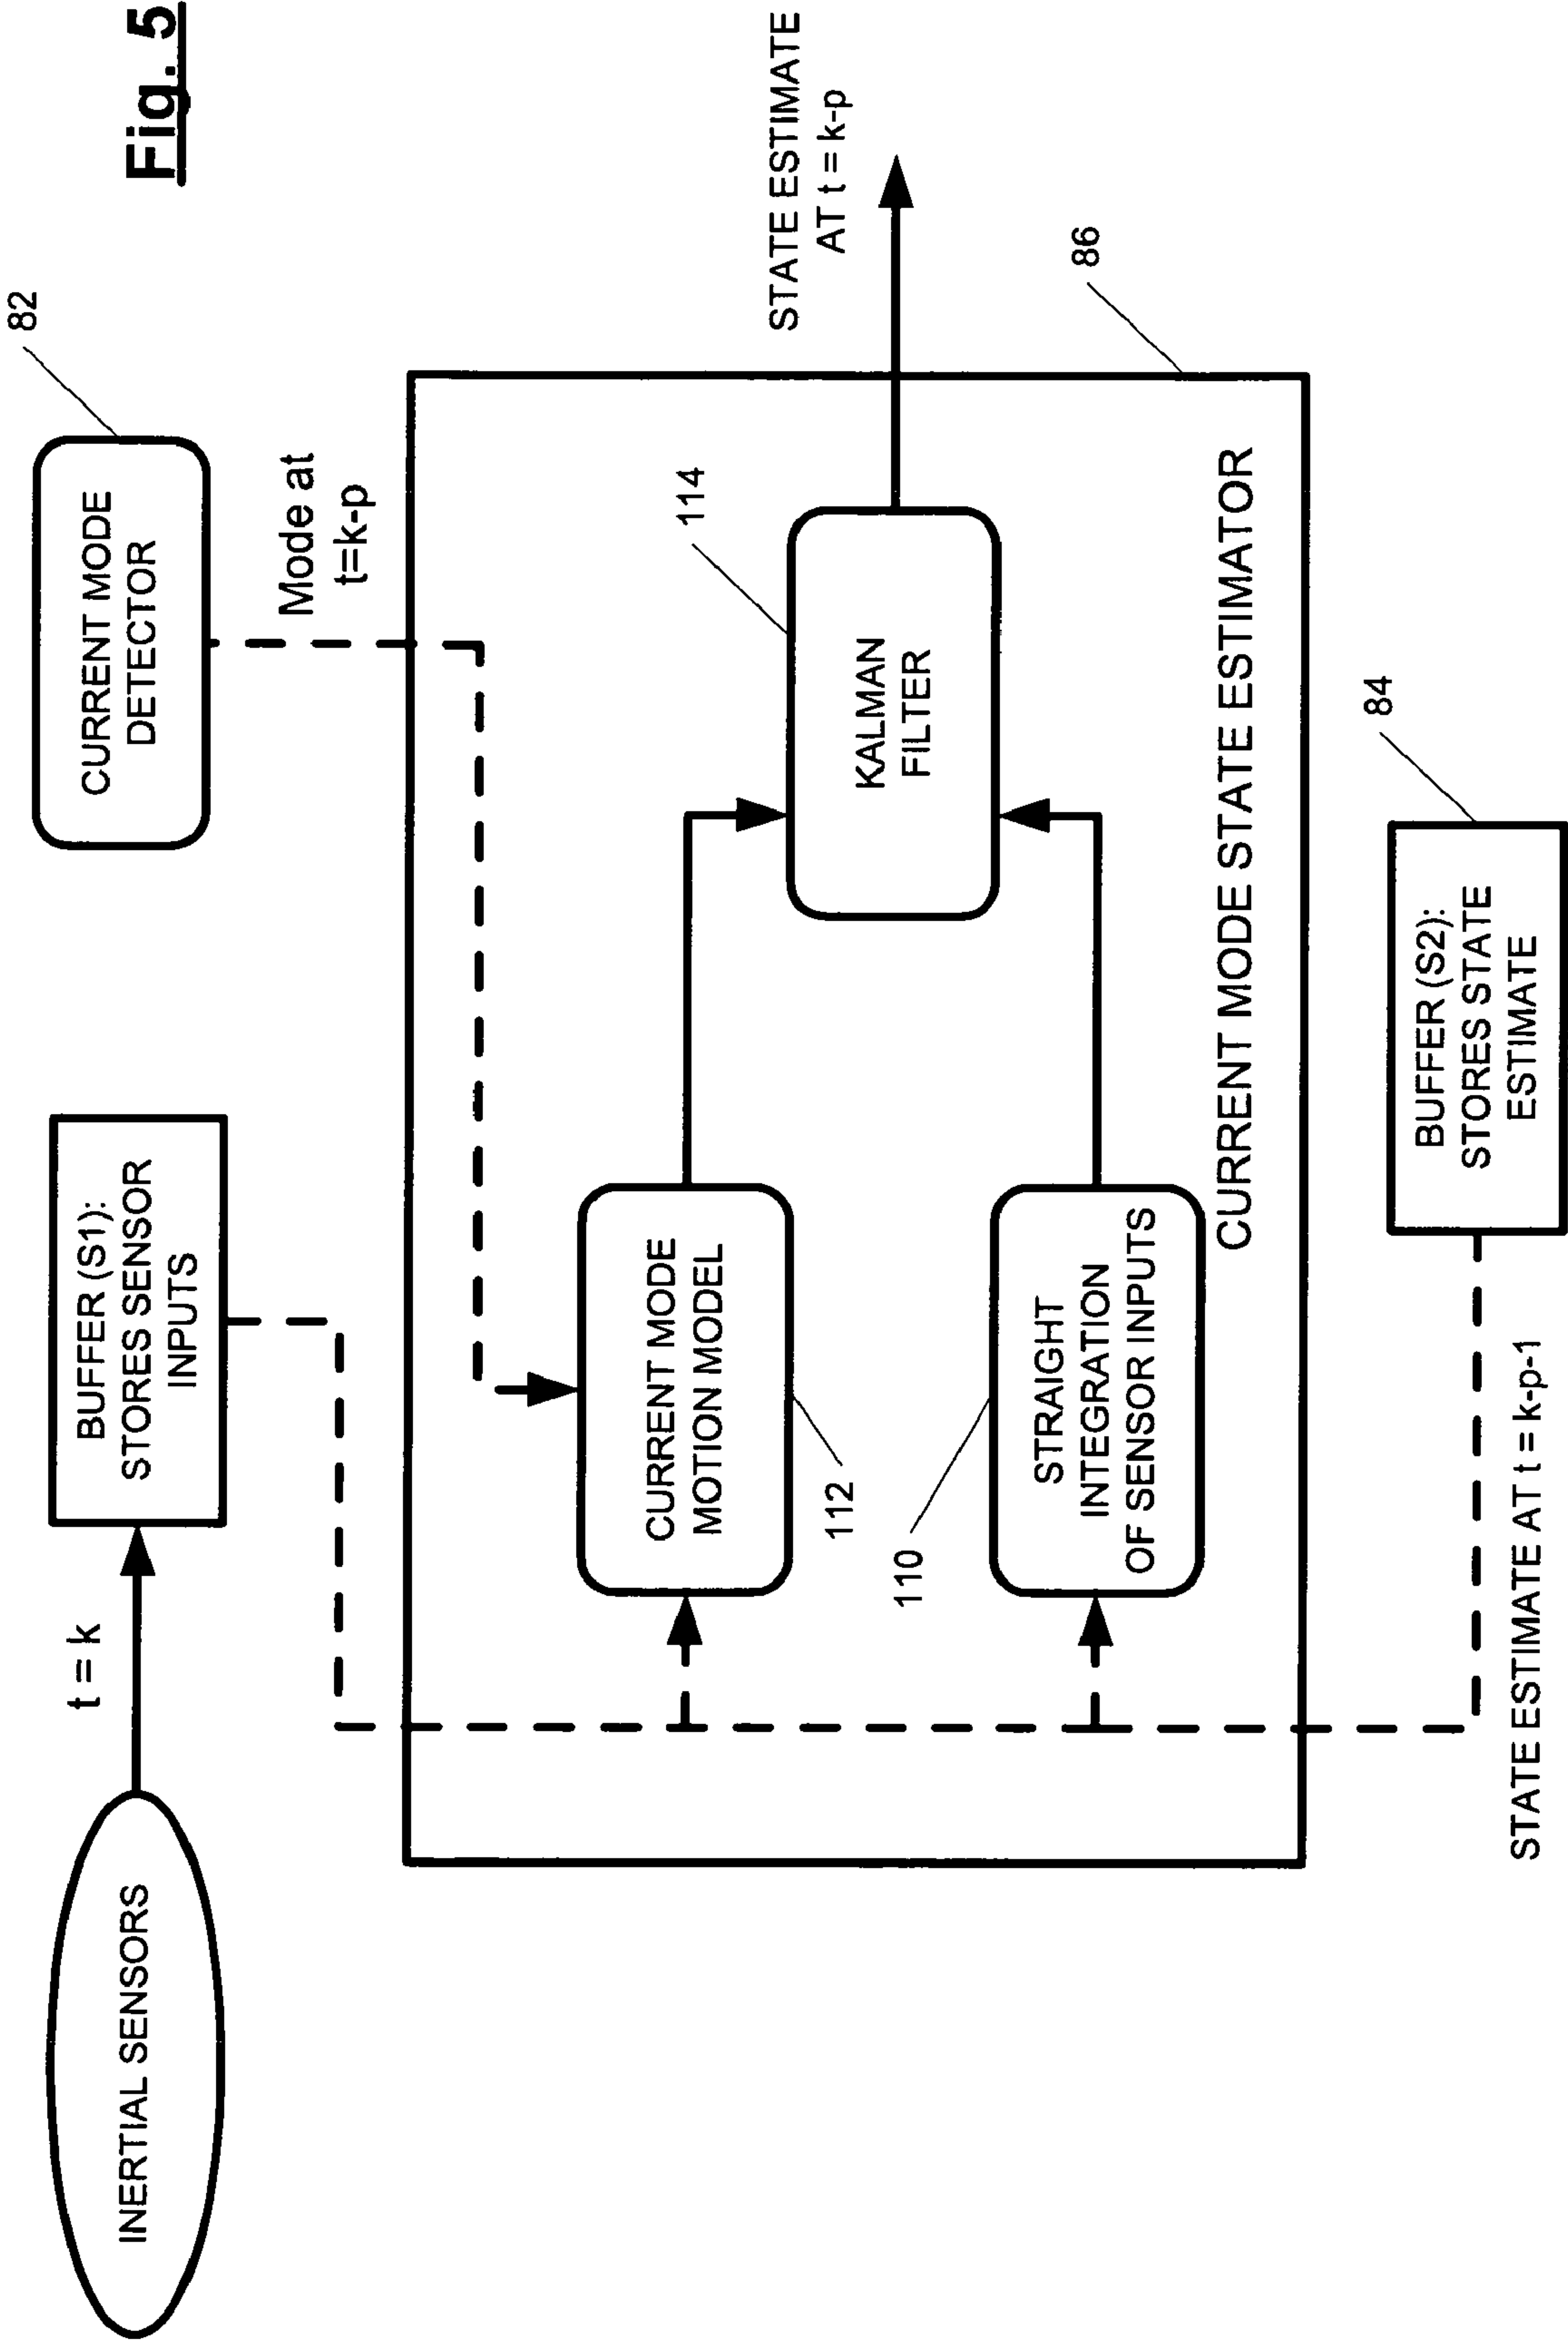 Fig. 5
INERTIAL SENSORS
t = k
BUFFER (S1):
STORES SENSOR
INPUTS
CURRENT MODE
DETECTOR
82
Mode at
t=k-p
CURRENT MODE
MOTION MODEL
112
STRAIGHT
INTEGRATION
OF SENSOR INPUTS
110
KALMAN
FILTER
114
STATE ESTIMATE
AT t = k-p
86
CURRENT MODE STATE ESTIMATOR
BUFFER (S2):
STORES STATE
ESTIMATE
84
STATE ESTIMATE AT t = k-p-1